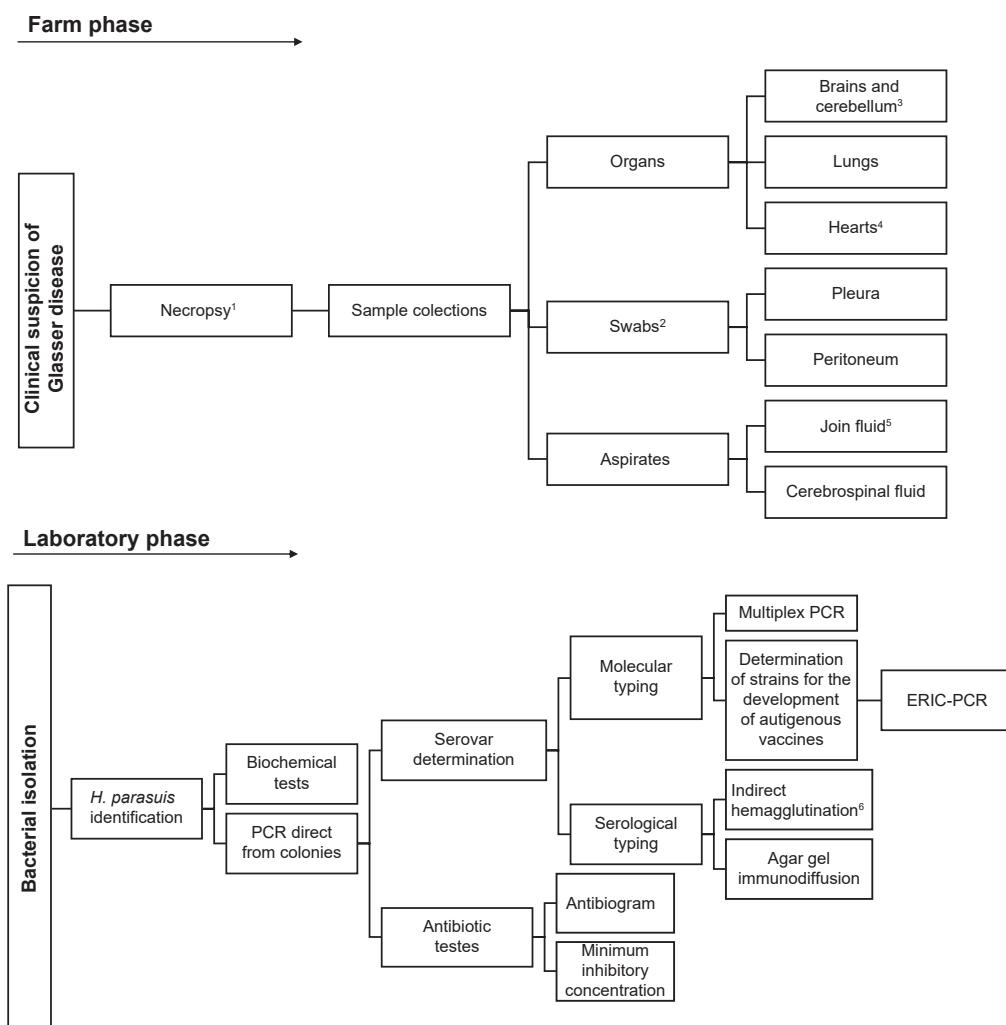 Farm phase
Clinical suspicion of
Glasser disease
Necropsy¹
Sample colections
Organs
Brains and
cerebellum³
Lungs
Hearts⁴
Swabs²
Pleura
Peritoneum
Aspirates
Join fluid⁵
Cerebrospinal fluid
Laboratory phase
Bacterial isolation
H. parasuis
identification
Biochemical
tests
PCR direct
from colonies
Serovar
determination
Molecular
typing
Multiplex PCR
Determination
of strains for the
development
of autigenous
vaccines
ERIC-PCR
Serological
typing
Indirect
hemagglutination⁶
Agar gel
immunodiffusion
Antibiotic
testes
Antibiogram
Minimum
inhibitory
concentration